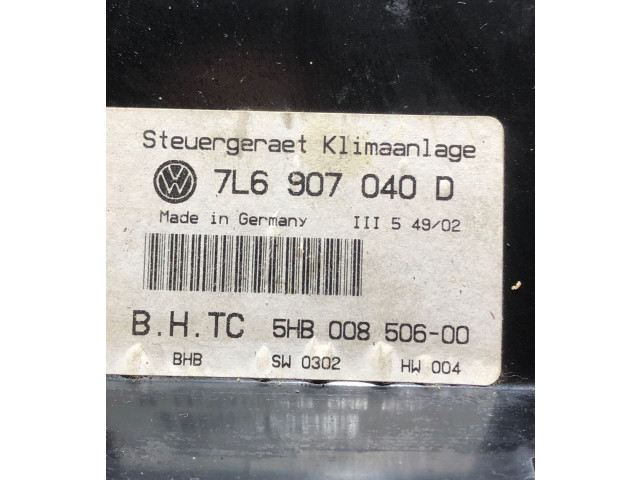 Steuergeraet Klimaanlage
7L6 907 040 D
Made in Germany III 5 49/02
B.H.TC 5HB 008 506-00
BHB SW 0302 HW 004